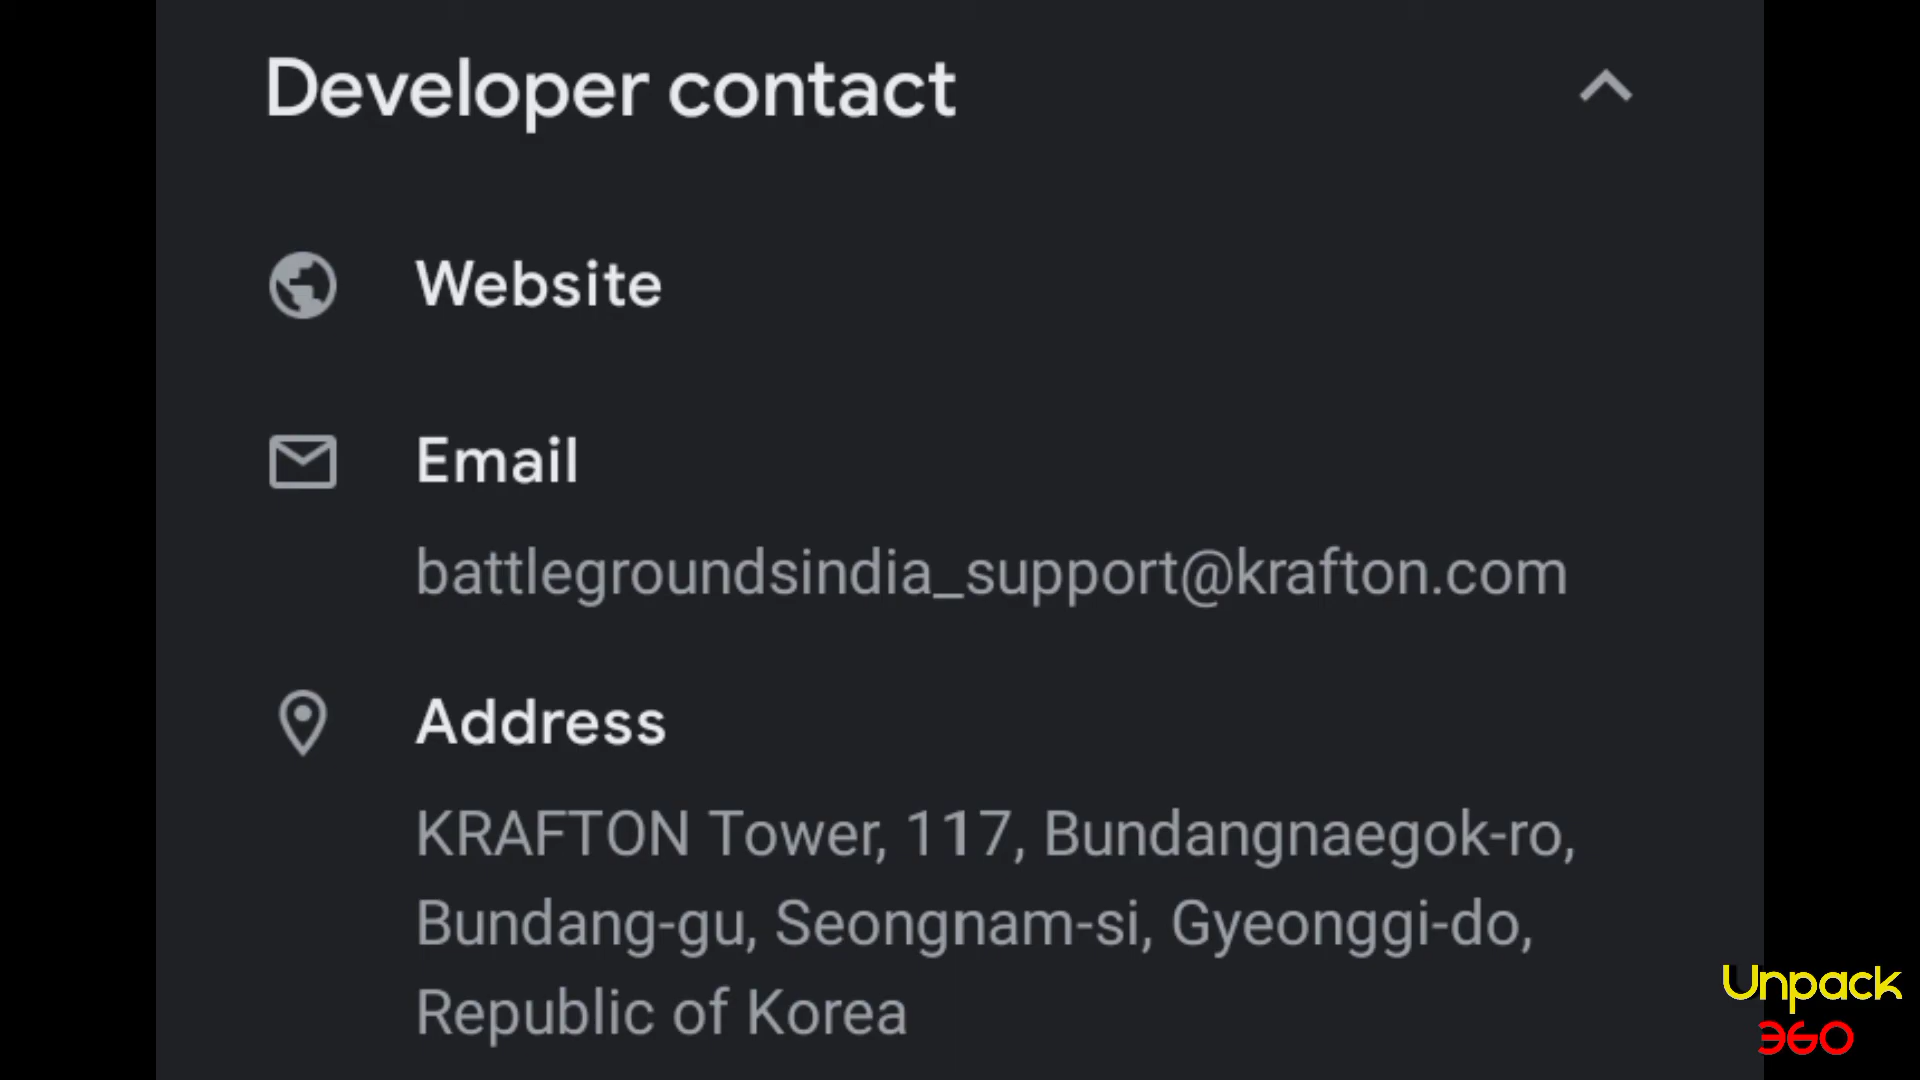 Developer contact
Website
Email
battlegroundsindia_support@krafton.com
Address
KRAFTON Tower, 117, Bundangnaegok-ro,
Bundang-gu, Seongnam-si, Gyeonggi-do,
Republic of Korea
Unpack
360